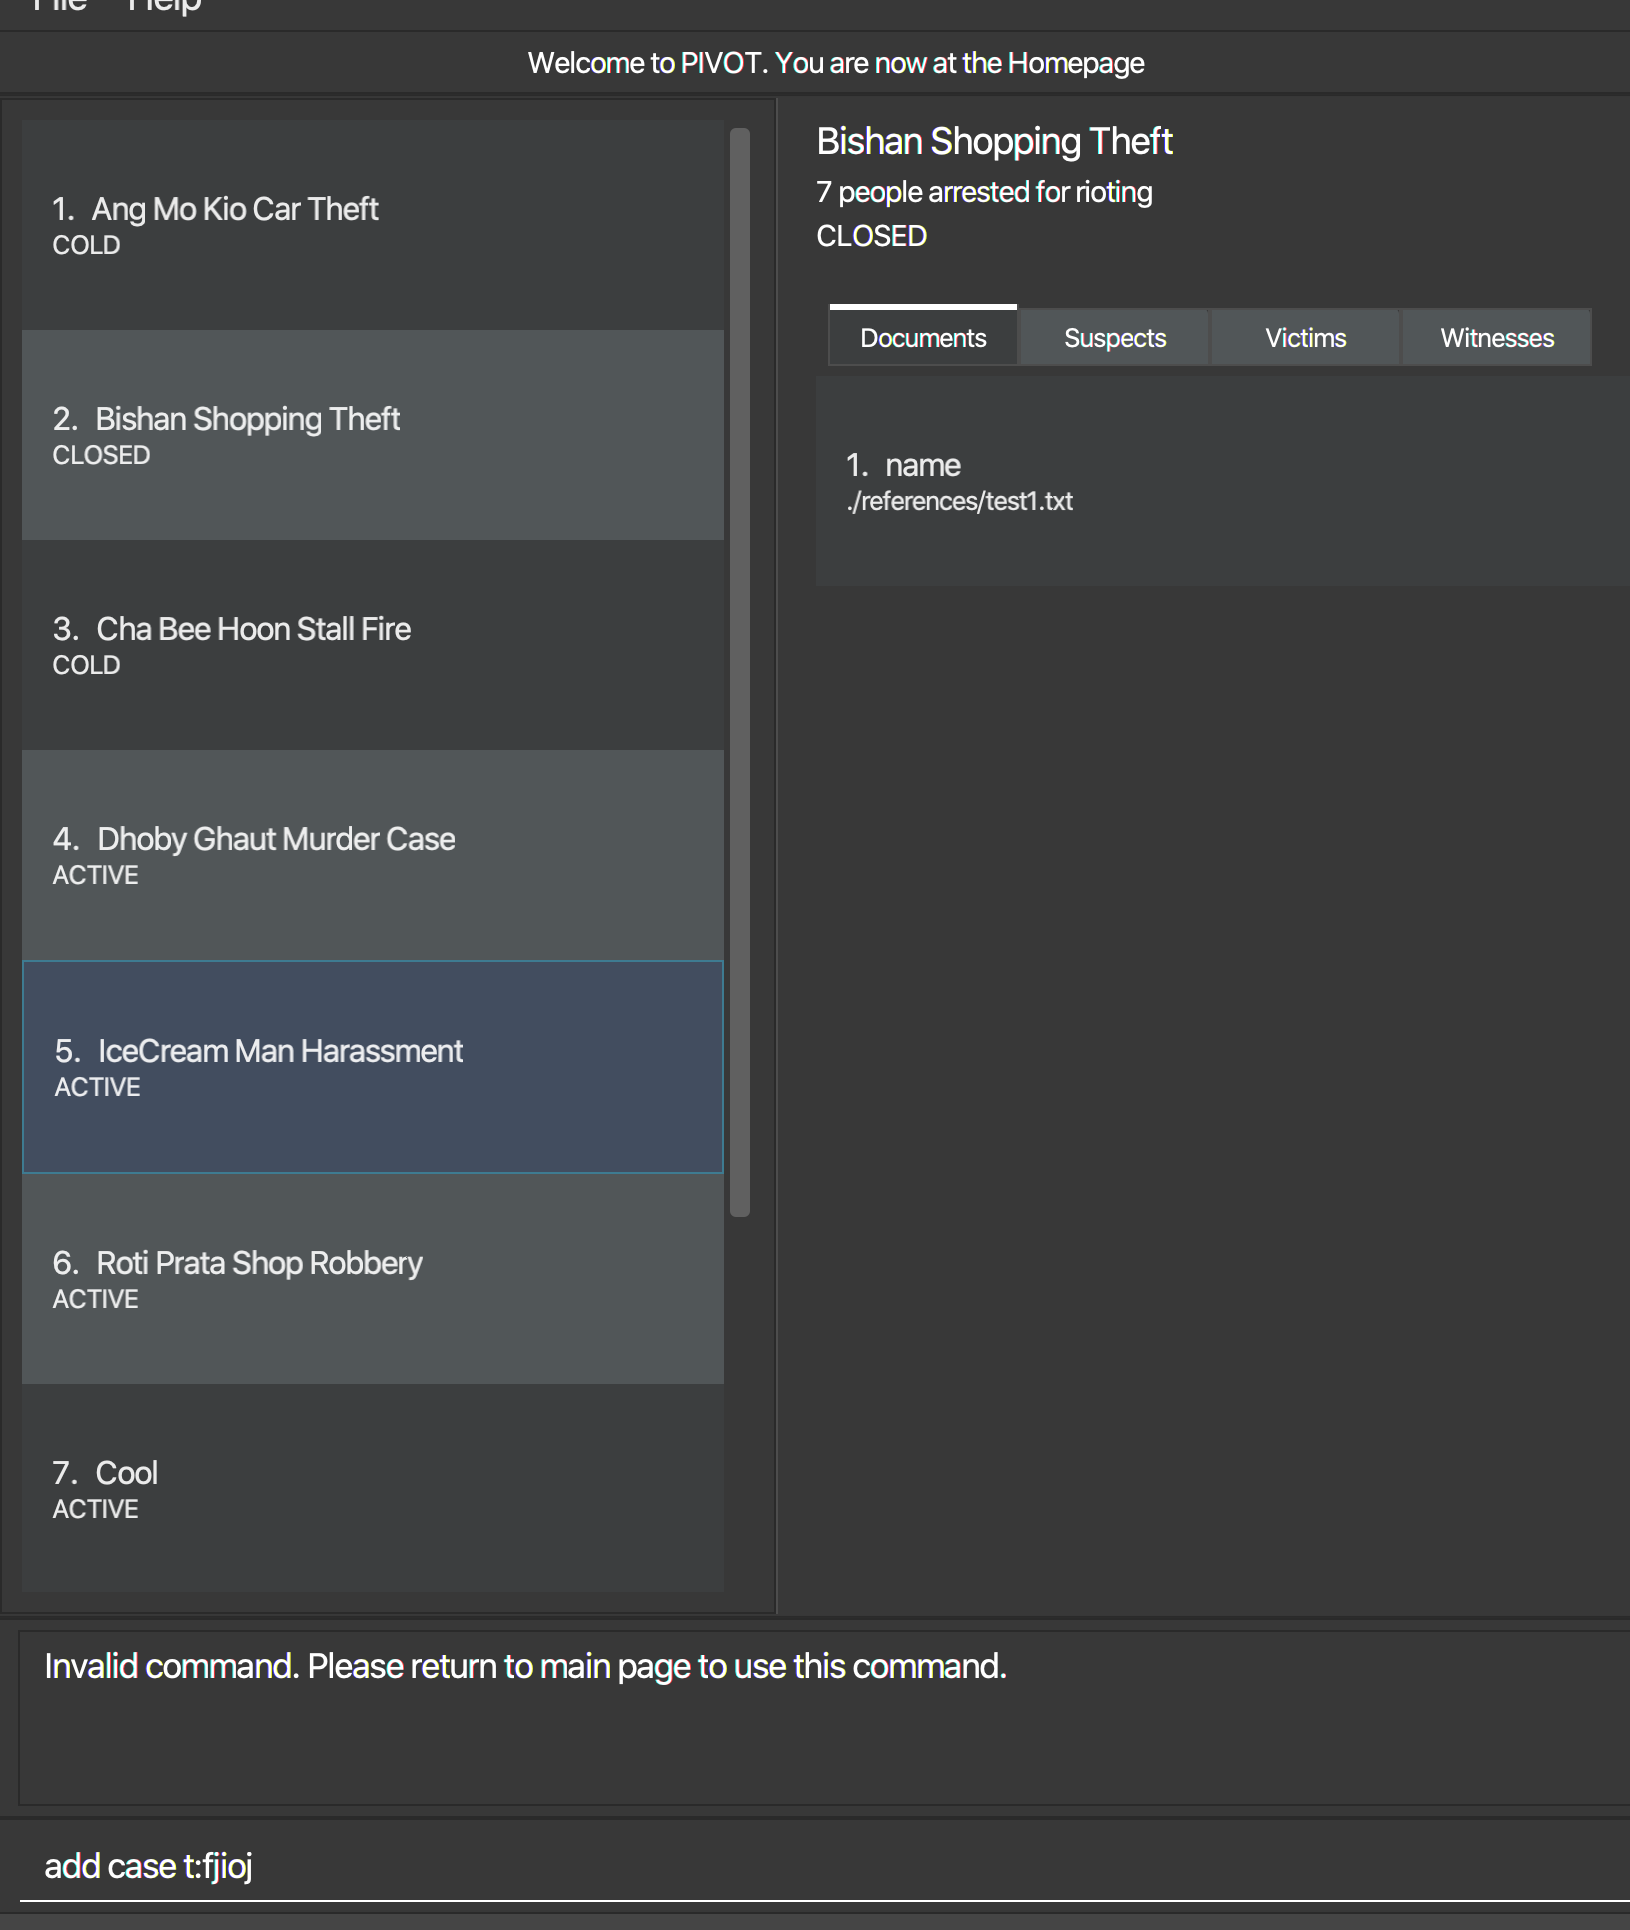 File Help
Welcome to PIVOT. You are now at the Homepage
1. Ang Mo Kio Car Theft
COLD
2. Bishan Shopping Theft
CLOSED
3. Cha Bee Hoon Stall Fire
COLD
4. Dhoby Ghaut Murder Case
ACTIVE
5. IceCream Man Harassment
ACTIVE
6. Roti Prata Shop Robbery
ACTIVE
7. Cool
ACTIVE
Bishan Shopping Theft
7 people arrested for rioting
CLOSED
Documents Suspects Victims Witnesses
1. name
./references/test1.txt
Invalid command. Please return to main page to use this command.
add case t:fjioj